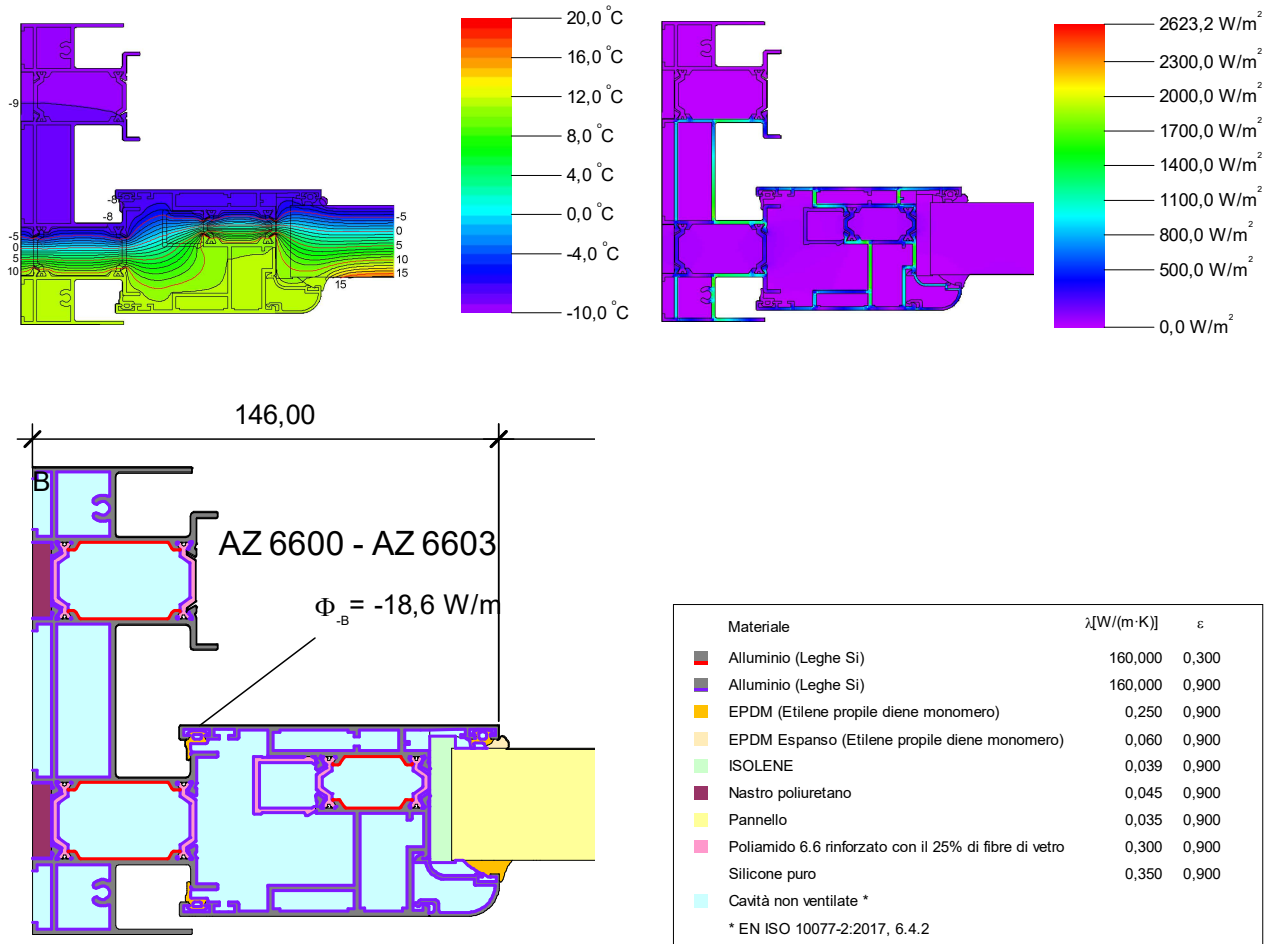 20,0 °C
16,0 °C
12,0 °C
8,0 °C
4,0 °C
0,0 °C
-4,0 °C
-10,0 °C
-9
-8
-8
-5
0
5
10
-5
0
5
10
15
15
2623,2 W/m²
2300,0 W/m²
2000,0 W/m²
1700,0 W/m²
1400,0 W/m²
1100,0 W/m²
800,0 W/m²
500,0 W/m²
0,0 W/m²
146,00
B
AZ 6600 - AZ 6603
Φ-B = -18,6 W/m
Materiale λ[W/(m·K)] ε
Alluminio (Leghe Si) 160,000 0,300
Alluminio (Leghe Si) 160,000 0,900
EPDM (Etilene propile diene monomero) 0,250 0,900
EPDM Espanso (Etilene propile diene monomero) 0,060 0,900
ISOLENE 0,039 0,900
Nastro poliuretano 0,045 0,900
Pannello 0,035 0,900
Poliamido 6.6 rinforzato con il 25% di fibre di vetro 0,300 0,900
Silicone puro 0,350 0,900
Cavità non ventilate *
* EN ISO 10077-2:2017, 6.4.2